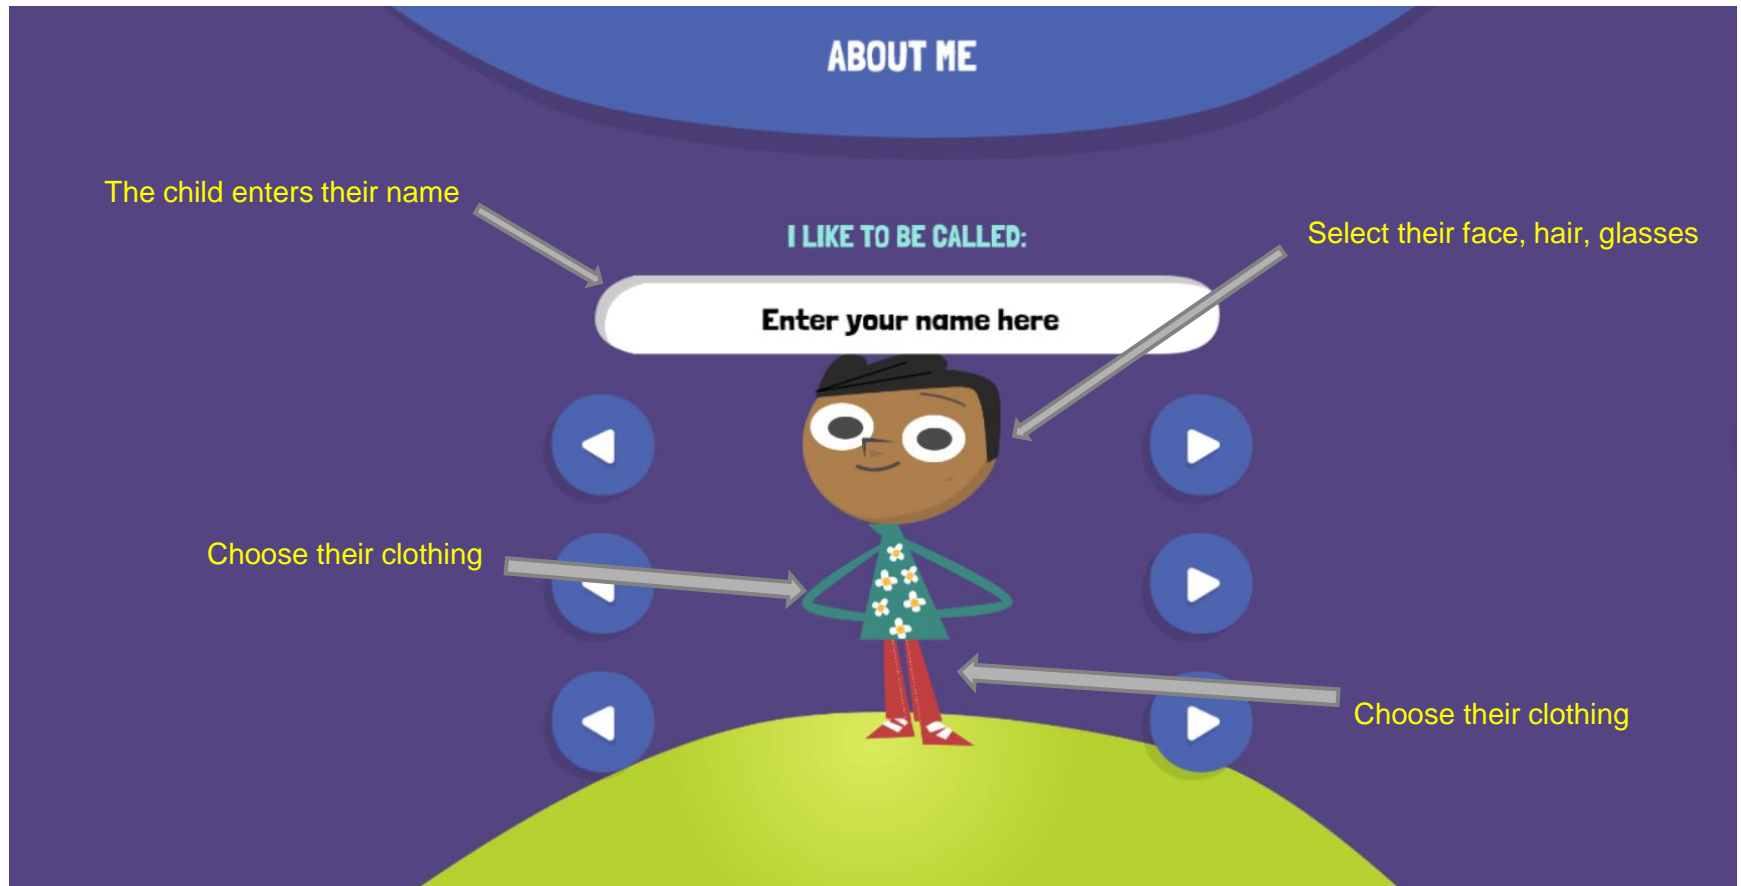 ABOUT ME
The child enters their name
I LIKE TO BE CALLED:
Select their face, hair, glasses
Enter your name here
Choose their clothing
Choose their clothing